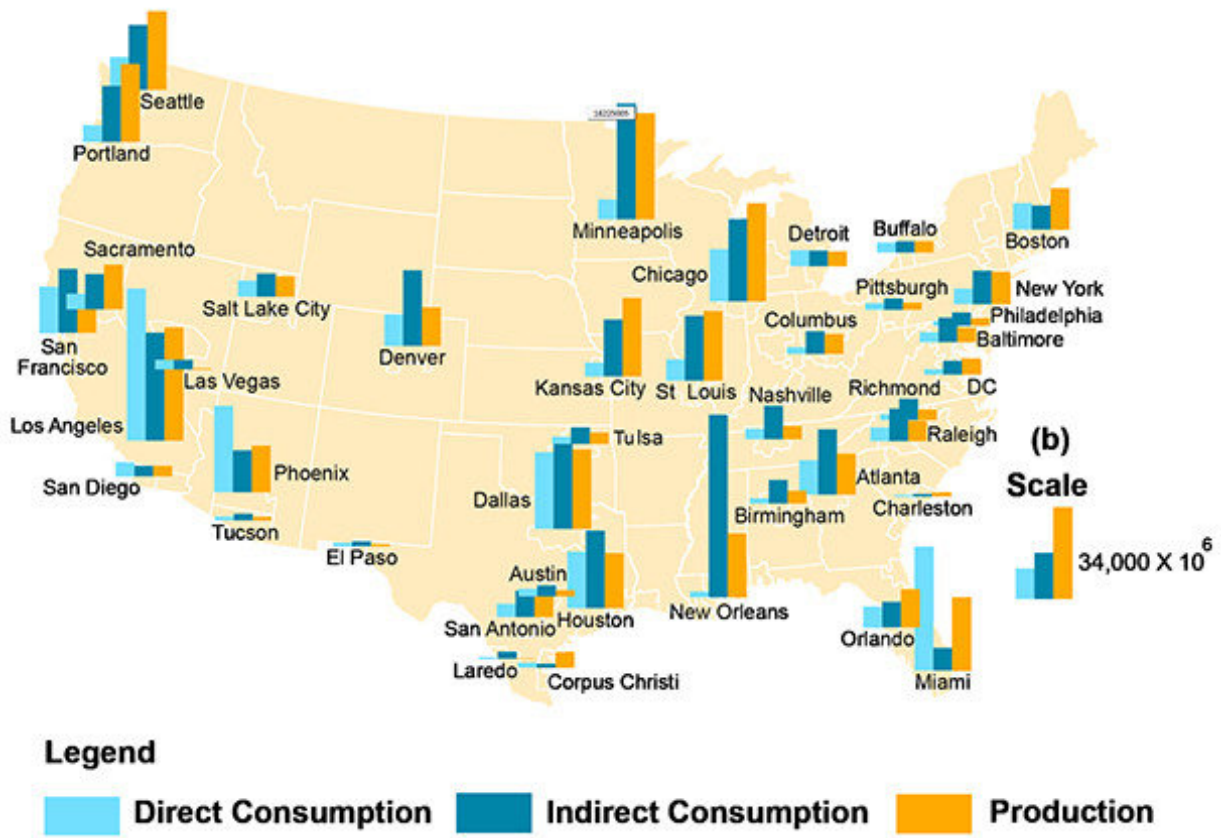 Seattle
Portland
Sacramento
San
Francisco
Salt Lake City
Denver
Las Vegas
Los Angeles
San Diego
Phoenix
Tucson
El Paso
Minneapolis
Chicago
Detroit
Buffalo
Boston
Pittsburgh
New York
Philadelphia
Baltimore
Columbus
Kansas City
St Louis
Nashville
Richmond
DC
Raleigh
Tulsa
Dallas
Atlanta
Birmingham
Charleston
Austin
San Antonio
Houston
New Orleans
Laredo
Corpus Christi
Orlando
Miami
(b)
Scale
34,000 X 10⁶
Legend
Direct Consumption
Indirect Consumption
Production